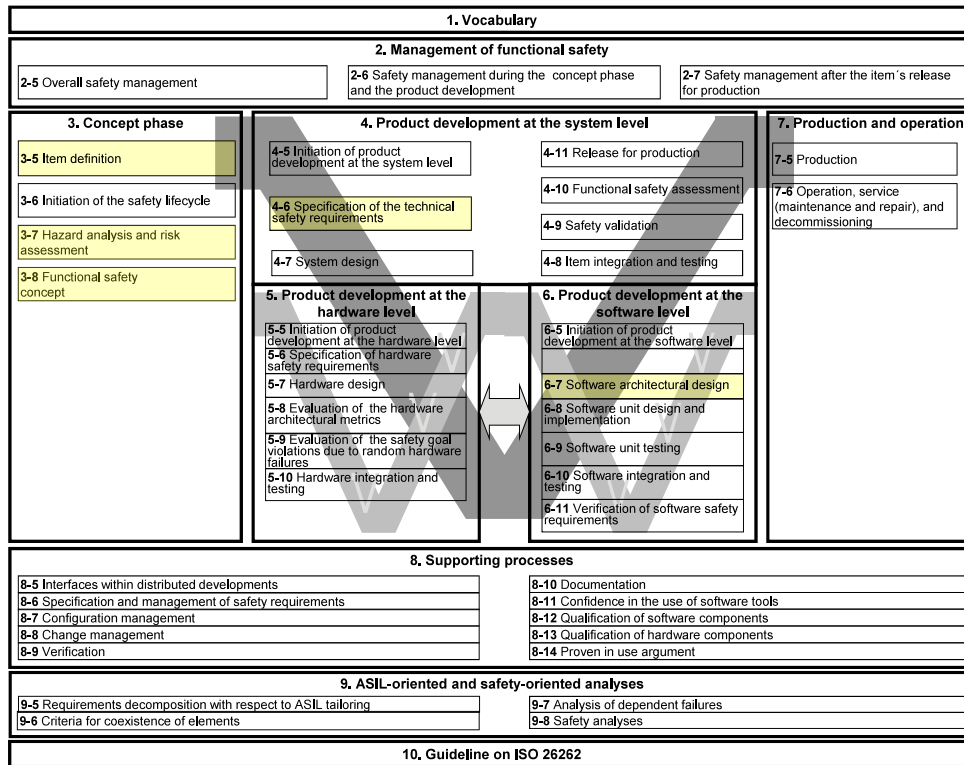 1. Vocabulary
2. Management of functional safety
2-5 Overall safety management
2-6 Safety management during the concept phase
and the product development
2-7 Safety management after the item´s release
for production
3. Concept phase
3-5 Item definition
3-6 Initiation of the safety lifecycle
3-7 Hazard analysis and risk
assessment
3-8 Functional safety
concept
4. Product development at the system level
4-5 Initiation of product
development at the system level
4-6 Specification of the technical
safety requirements
4-7 System design
4-11 Release for production
4-10 Functional safety assessment
4-9 Safety validation
4-8 Item integration and testing
7. Production and operation
7-5 Production
7-6 Operation, service
(maintenance and repair), and
decommissioning
5. Product development at the
hardware level
5-5 Initiation of product
development at the hardware level
5-6 Specification of hardware
safety requirements
5-7 Hardware design
5-8 Evaluation of the hardware
architectural metrics
5-9 Evaluation of the safety goal
violations due to random hardware
failures
5-10 Hardware integration and
testing
6. Product development at the
software level
6-5 Initiation of product
development at the software level
6-7 Software architectural design
6-8 Software unit design and
implementation
6-9 Software unit testing
6-10 Software integration and
testing
6-11 Verification of software safety
requirements
8. Supporting processes
8-5 Interfaces within distributed developments
8-6 Specification and management of safety requirements
8-7 Configuration management
8-8 Change management
8-9 Verification
8-10 Documentation
8-11 Confidence in the use of software tools
8-12 Qualification of software components
8-13 Qualification of hardware components
8-14 Proven in use argument
9. ASIL-oriented and safety-oriented analyses
9-5 Requirements decomposition with respect to ASIL tailoring
9-6 Criteria for coexistence of elements
9-7 Analysis of dependent failures
9-8 Safety analyses
10. Guideline on ISO 26262